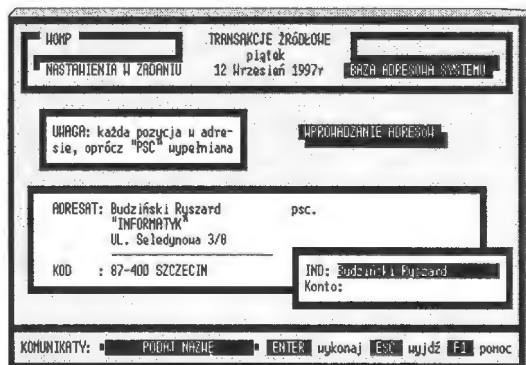 WOMP
TRANSAKCJE ŹRÓDŁOWE
piątek
NASTAWIENIA W ZADANIU
12 Wrzesień 1997r
BAZA ADRESOWA SYSTEMU
UWAGA: każda pozycja w adre-
sie, oprócz "PSC" wypełniana
WPROWADZANIE ADRESÓW
ADRESAT: Budziński Ryszard psc.
"INFORMATYK"
UL. Seledynowa 3/8
KOD : 87-400 SZCZECIN
IND: Budziński Ryszard
Konto:
KOMUNIKATY: PODAJ NAZWĘ ENTER wykonaj ESC wyjdź F1 pomoc